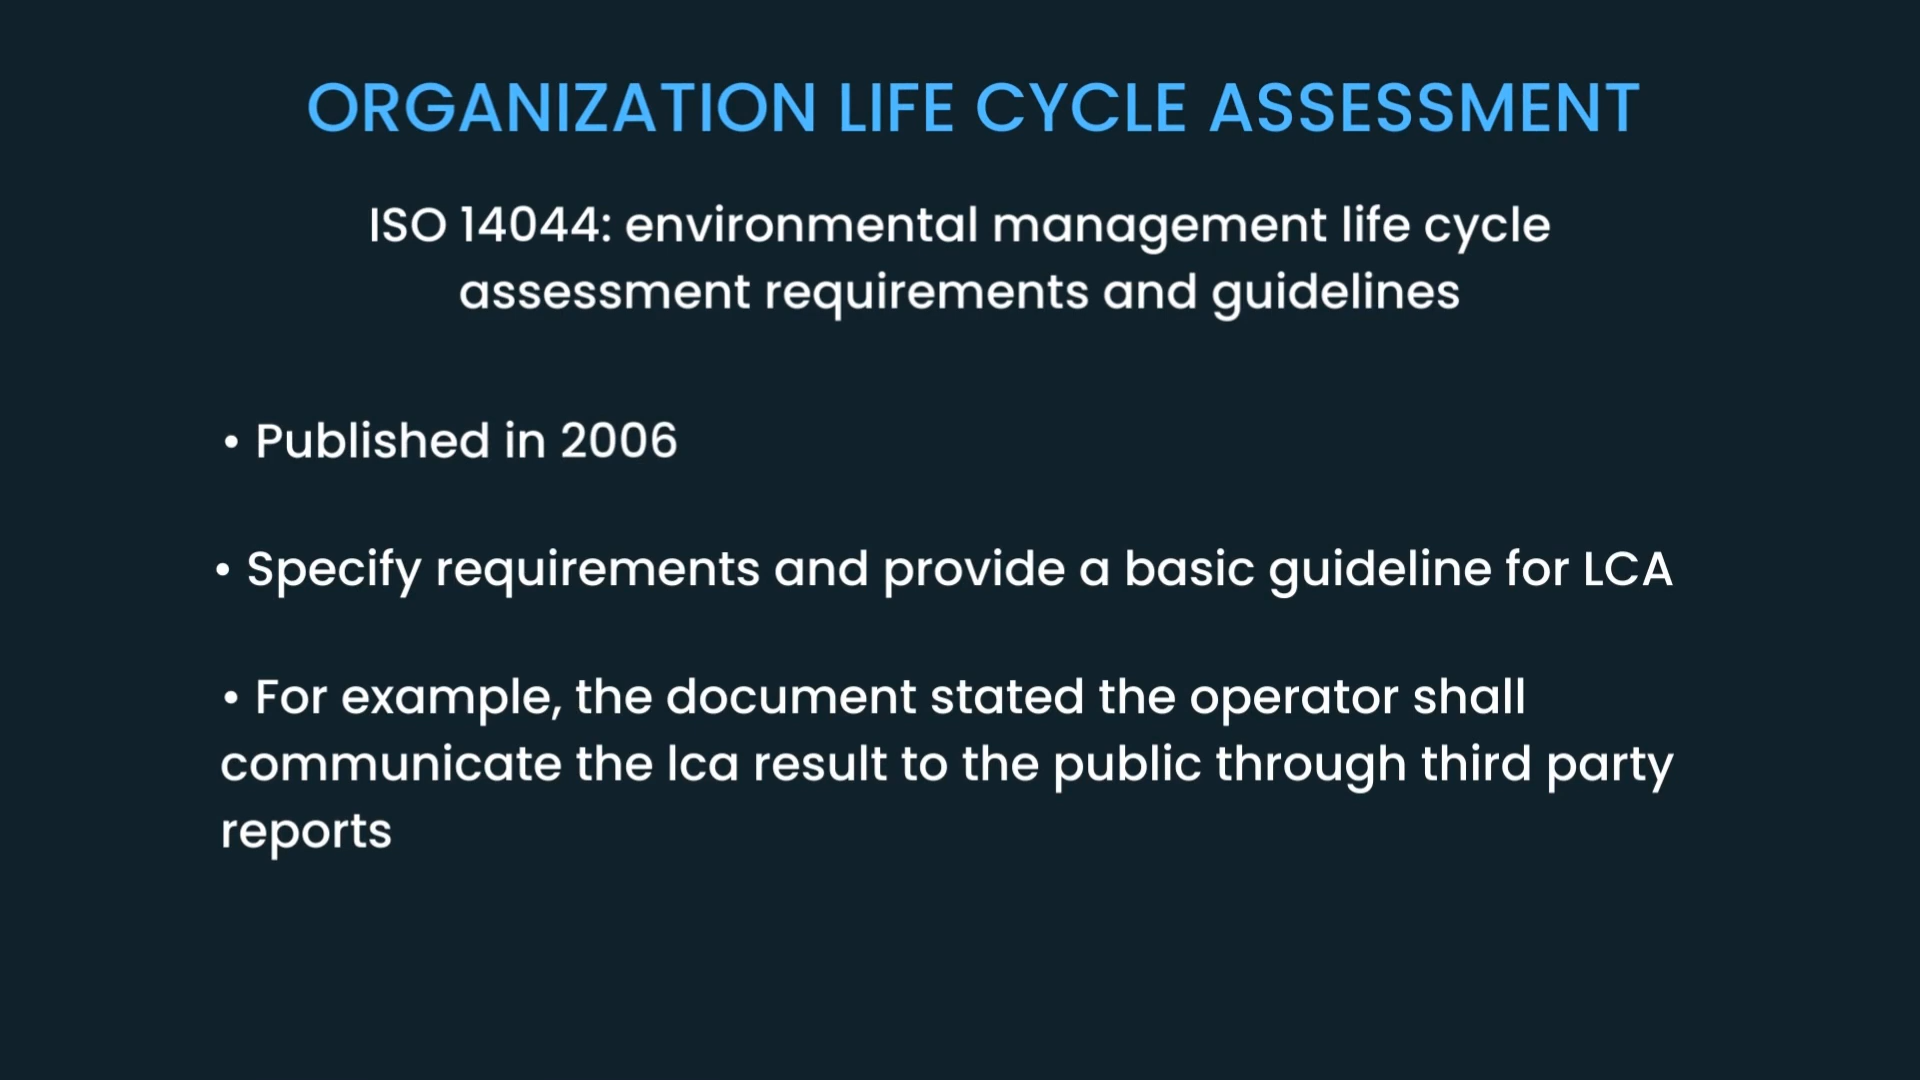 ORGANIZATION LIFE CYCLE ASSESSMENT
ISO 14044: environmental management life cycle
assessment requirements and guidelines
• Published in 2006
• Specify requirements and provide a basic guideline for LCA
• For example, the document stated the operator shall
communicate the lca result to the public through third party
reports